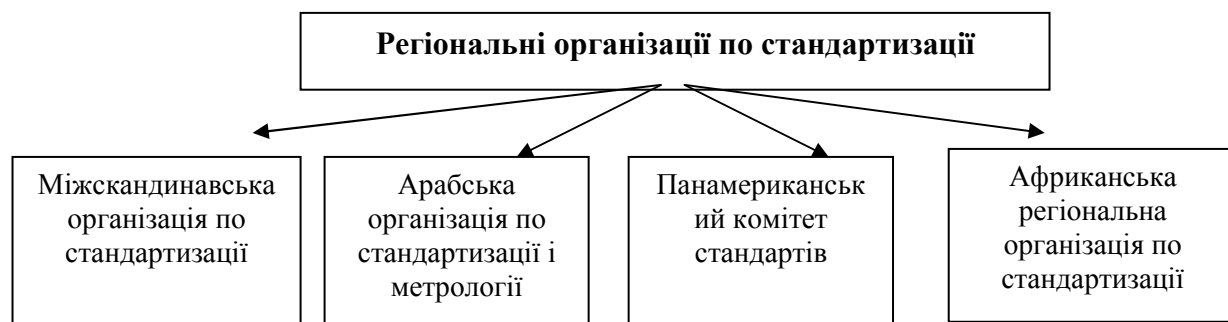 Регіональні організації по стандартизації
Міжскандинавська
організація по
стандартизації
Арабська
організація по
стандартизації і
метрології
Панамериканськ
ий комітет
стандартів
Африканська
регіональна
організація по
стандартизації